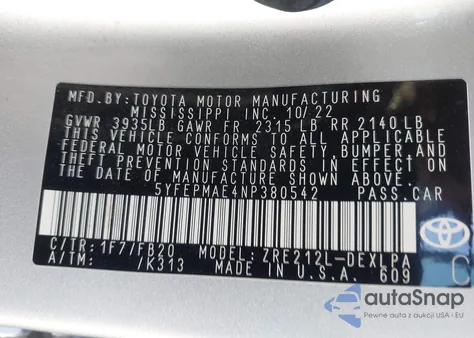 MFD. BY: TOYOTA MOTOR MANUFACTURING
MISSISSIPPI INC. 10/22
GVWR 3935LB GAWR FR 2315 LB RR 2140 LB
THIS VEHICLE CONFORMS TO ALL APPLICABLE
FEDERAL MOTOR VEHICLE SAFETY, BUMPER AND
THEFT PREVENTION STANDARDS IN EFFECT ON
THE DATE OF MANUFACTURE SHOWN ABOVE.
5YFEPMAE4NP380542 PASS.CAR
C/TR: 1F7/FB20 MODEL: ZRE212L-DEXLPA
A/TM: /K313 MADE IN U.S.A. 609
TOYOTA
C
autoSnap
Pewne auta z USA i EU